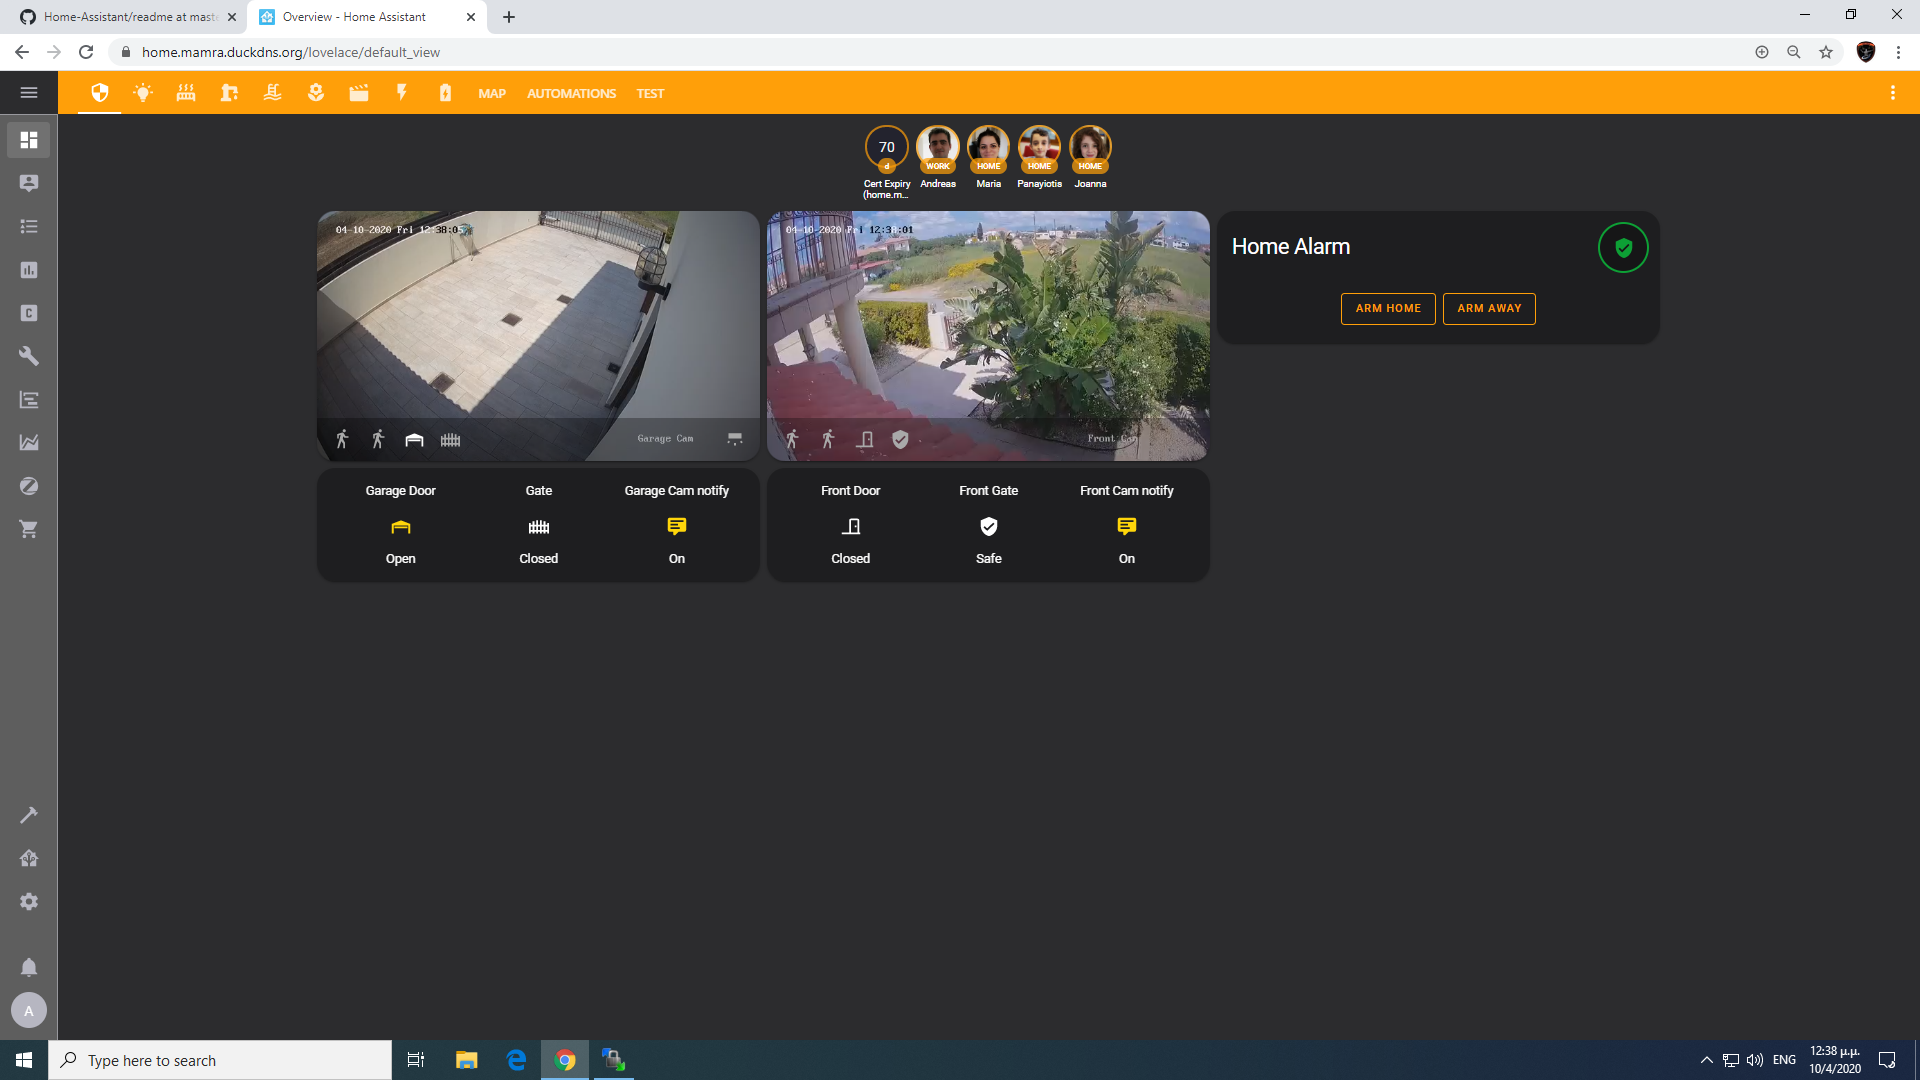 Home-Assistant/readme at maste
Overview - Home Assistant
home.mamra.duckdns.org/lovelace/default_view
MAP
AUTOMATIONS
TEST
70
d
Cert Expiry
(home.m...
WORK
Andreas
HOME
Maria
HOME
Panayiotis
HOME
Joanna
04-10-2020 Fri 12:38:05
Garage Cam
04-10-2020 Fri 12:38:01
Front Cam
Home Alarm
ARM HOME
ARM AWAY
Garage Door
Gate
Garage Cam notify
Open
Closed
On
Front Door
Front Gate
Front Cam notify
Closed
Safe
On
C
A
Type here to search
ENG
12:38 μ.μ.
10/4/2020